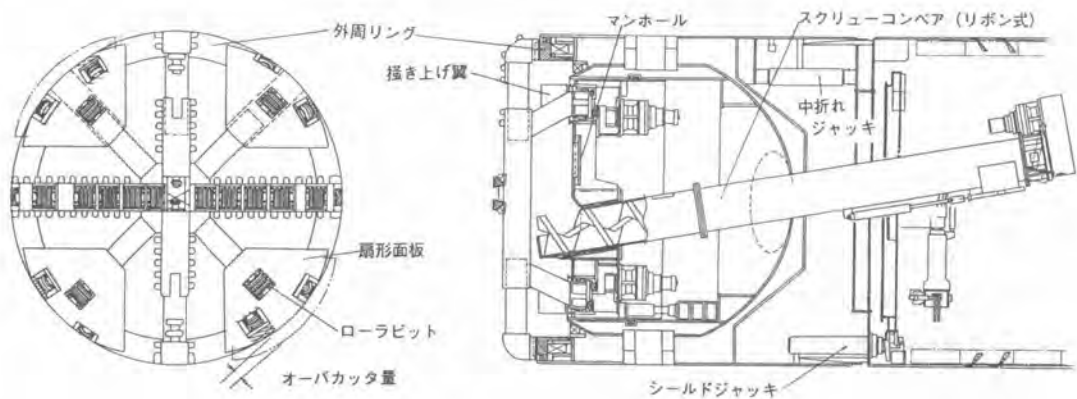 外周リング
マンホール
スクリューコンベア（リボン式）
掻き上げ翼
中折れ
ジャッキ
扇形面板
ローラビット
オーバカッタ量
シールドジャッキ